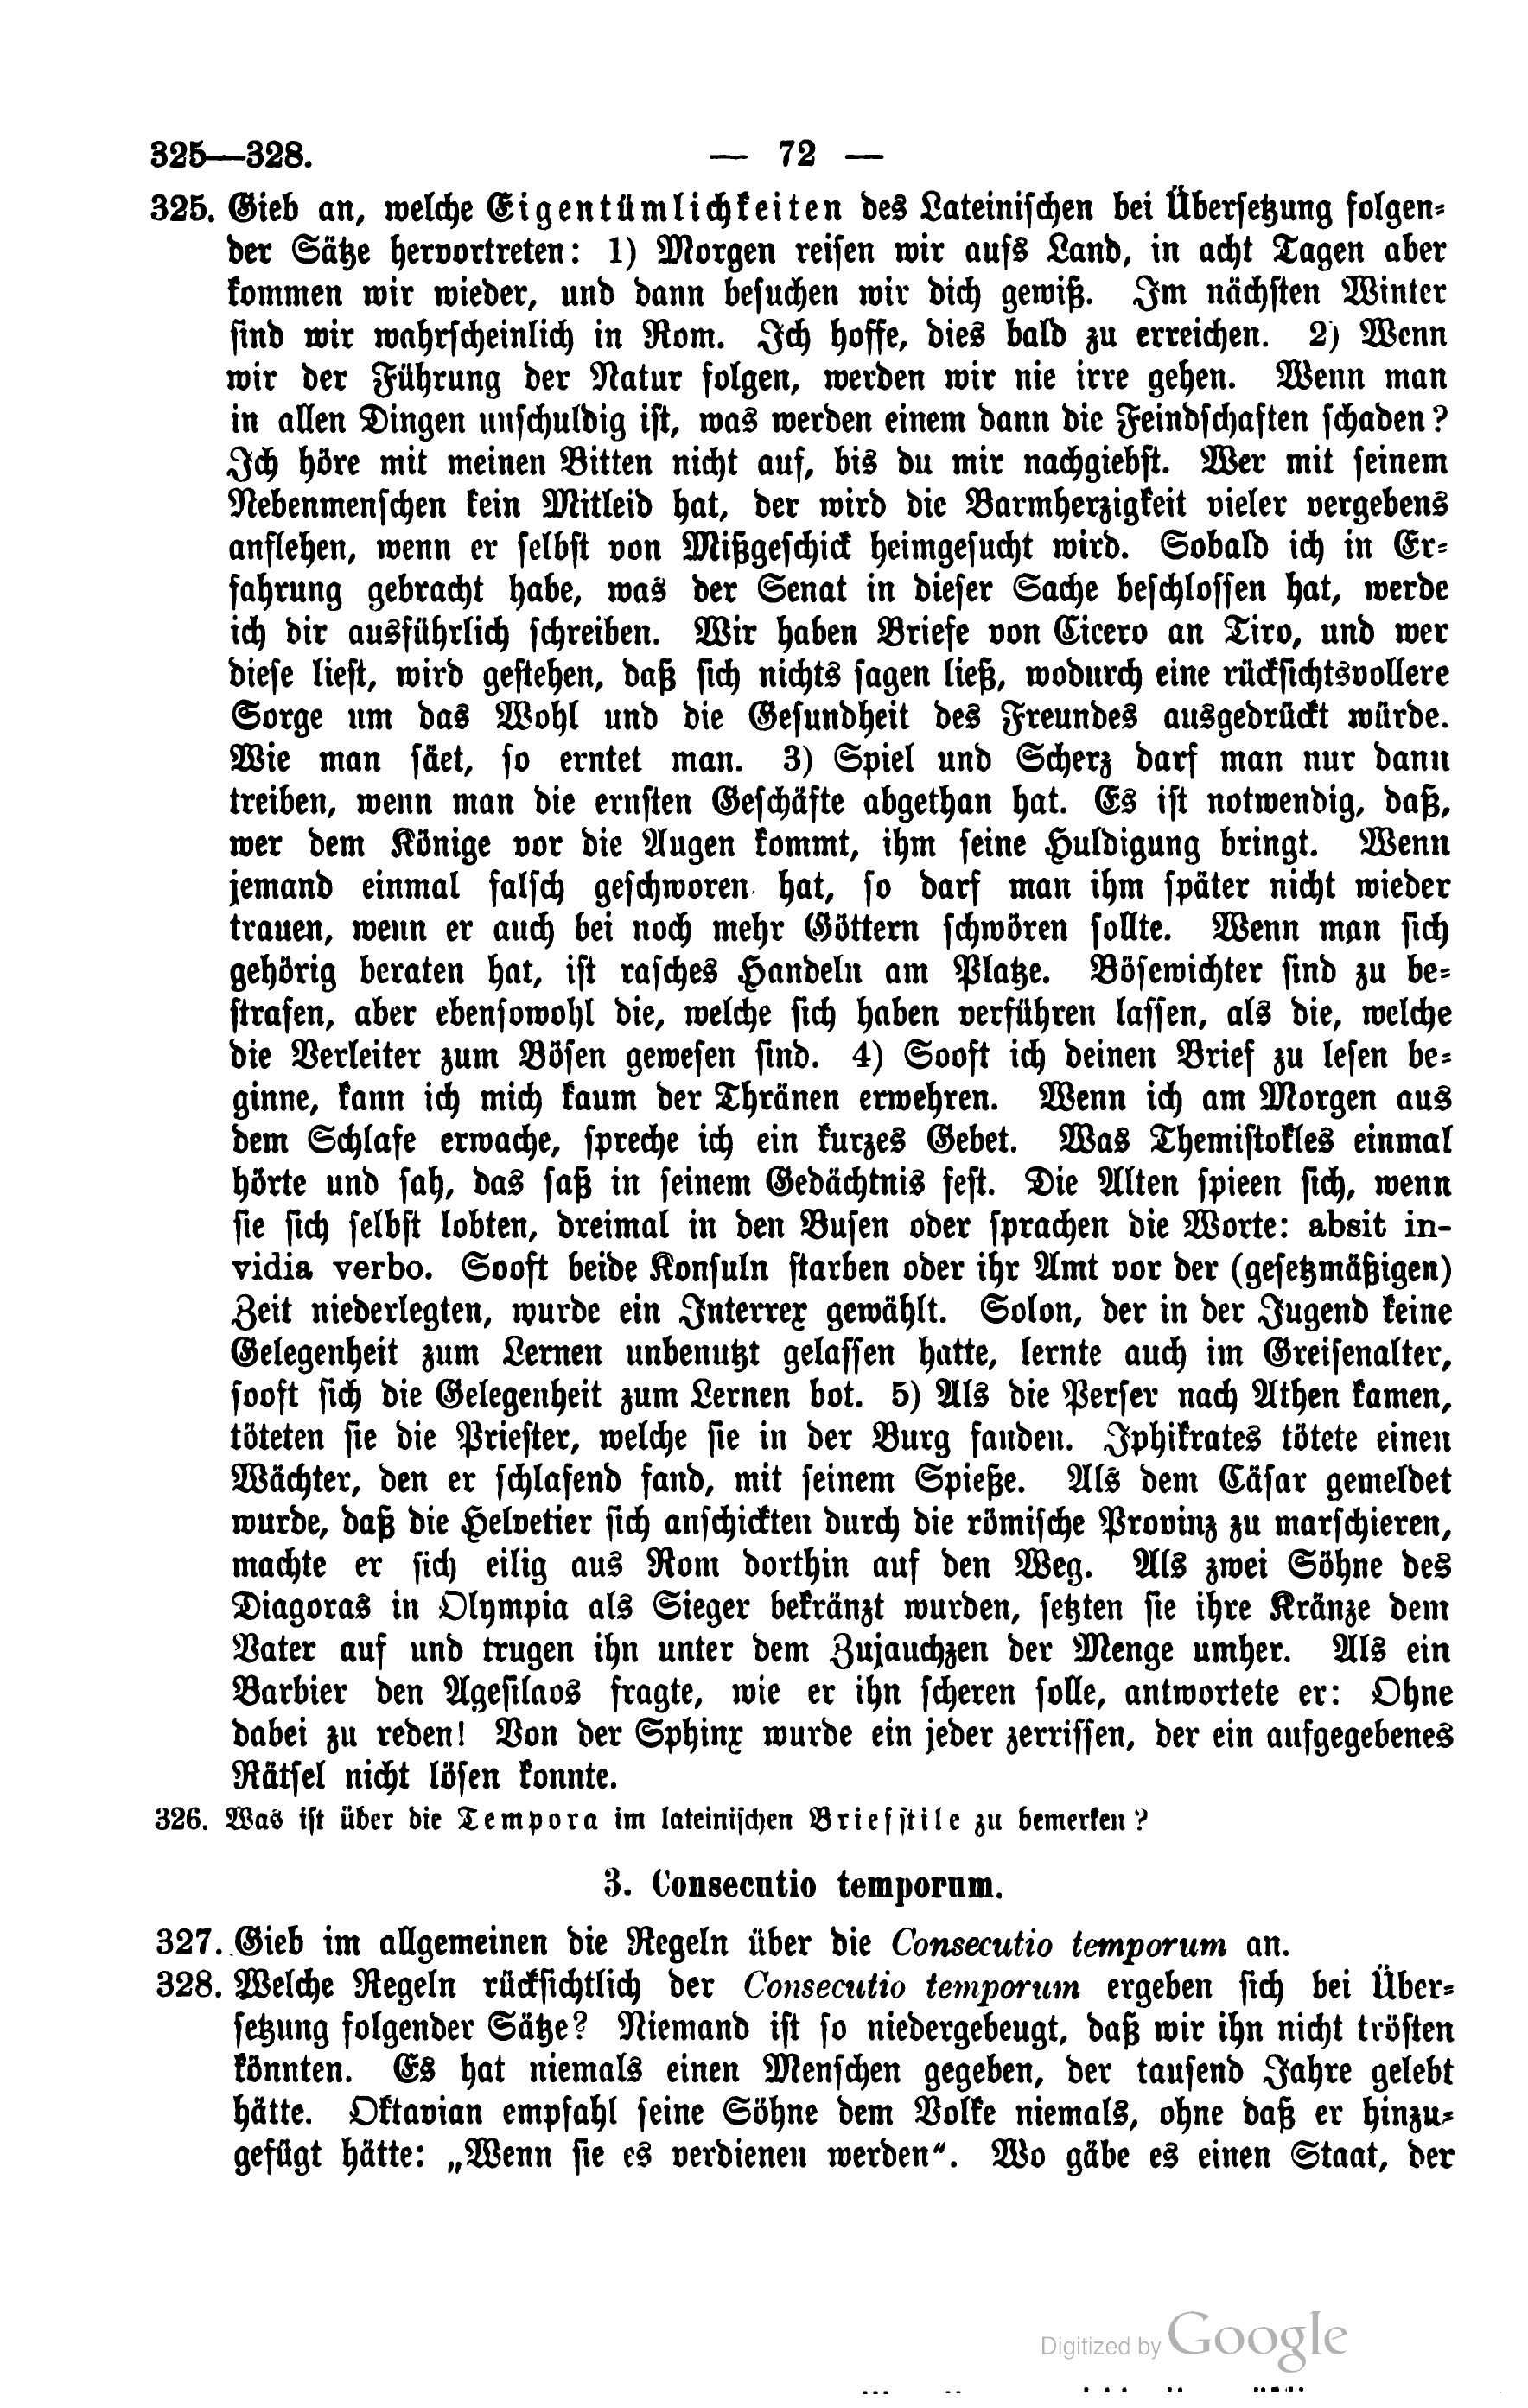 325—328.
— 72 —
325. Gieb an, welche Eigentümlichkeiten des Lateinischen bei Übersetzung folgen-
der Sätze hervortreten: 1) Morgen reisen wir aufs Land, in acht Tagen aber
kommen wir wieder, und dann besuchen wir dich gewiß. Im nächsten Winter
sind wir wahrscheinlich in Rom. Ich hoffe, dies bald zu erreichen. 2) Wenn
wir der Führung der Natur folgen, werden wir nie irre gehen. Wenn man
in allen Dingen unschuldig ist, was werden einem dann die Feindschaften schaden?
Ich höre mit meinen Bitten nicht auf, bis du mir nachgiebst. Wer mit seinem
Nebenmenschen kein Mitleid hat, der wird die Barmherzigkeit vieler vergebens
anflehen, wenn er selbst von Mißgeschick heimgesucht wird. Sobald ich in Er-
fahrung gebracht habe, was der Senat in dieser Sache beschlossen hat, werde
ich dir ausführlich schreiben. Wir haben Briefe von Cicero an Tiro, und wer
diese liest, wird gestehen, daß sich nichts sagen ließ, wodurch eine rücksichtsvollere
Sorge um das Wohl und die Gesundheit des Freundes ausgedrückt würde.
Wie man säet, so erntet man. 3) Spiel und Scherz darf man nur dann
treiben, wenn man die ernsten Geschäfte abgethan hat. Es ist notwendig, daß,
wer dem Könige vor die Augen kommt, ihm seine Huldigung bringt. Wenn
jemand einmal falsch geschworen hat, so darf man ihm später nicht wieder
trauen, wenn er auch bei noch mehr Göttern schwören sollte. Wenn man sich
gehörig beraten hat, ist rasches Handeln am Platze. Bösewichter sind zu be-
strafen, aber ebensowohl die, welche sich haben verführen lassen, als die, welche
die Verleiter zum Bösen gewesen sind. 4) Sooft ich deinen Brief zu lesen be-
ginne, kann ich mich kaum der Thränen erwehren. Wenn ich am Morgen aus
dem Schlafe erwache, spreche ich ein kurzes Gebet. Was Themistokles einmal
hörte und sah, das saß in seinem Gedächtnis fest. Die Alten spieen sich, wenn
sie sich selbst lobten, dreimal in den Busen oder sprachen die Worte: absit in-
vidia verbo. Sooft beide Konsuln starben oder ihr Amt vor der (gesetzmäßigen)
Zeit niederlegten, wurde ein Interrex gewählt. Solon, der in der Jugend keine
Gelegenheit zum Lernen unbenutzt gelassen hatte, lernte auch im Greisenalter,
sooft sich die Gelegenheit zum Lernen bot. 5) Als die Perser nach Athen kamen,
töteten sie die Priester, welche sie in der Burg fanden. Iphikrates tötete einen
Wächter, den er schlafend fand, mit seinem Spieße. Als dem Cäsar gemeldet
wurde, daß die Helvetier sich anschickten durch die römische Provinz zu marschieren,
machte er sich eilig aus Rom dorthin auf den Weg. Als zwei Söhne des
Diagoras in Olympia als Sieger bekränzt wurden, setzten sie ihre Kränze dem
Vater auf und trugen ihn unter dem Zujauchzen der Menge umher. Als ein
Barbier den Agesilaos fragte, wie er ihn scheren solle, antwortete er: Ohne
dabei zu reden! Von der Sphinx wurde ein jeder zerrissen, der ein aufgegebenes
Rätsel nicht lösen konnte.
326. Was ist über die Tempora im lateinischen Briefstile zu bemerken?
3. Consecutio temporum.
327. Gieb im allgemeinen die Regeln über die Consecutio temporum an.
328. Welche Regeln rücksichtlich der Consecutio temporum ergeben sich bei Über-
setzung folgender Sätze? Niemand ist so niedergebeugt, daß wir ihn nicht trösten
könnten. Es hat niemals einen Menschen gegeben, der tausend Jahre gelebt
hätte. Oktavian empfahl seine Söhne dem Volke niemals, ohne daß er hinzu-
gefügt hätte: „Wenn sie es verdienen werden“. Wo gäbe es einen Staat, der
Digitized by Google